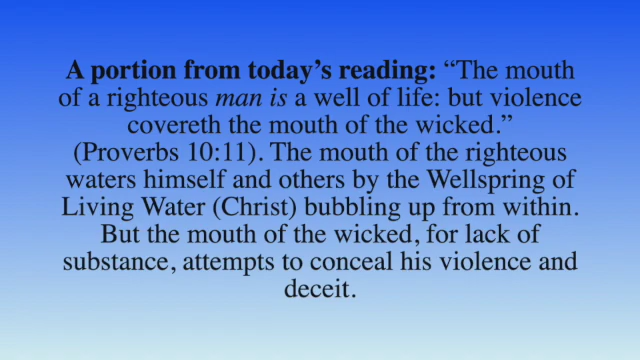 A portion from today’s reading: “The mouth
of a righteous man is a well of life: but violence
covereth the mouth of the wicked.”
(Proverbs 10:11). The mouth of the righteous
waters himself and others by the Wellspring of
Living Water (Christ) bubbling up from within.
But the mouth of the wicked, for lack of
substance, attempts to conceal his violence and
deceit.